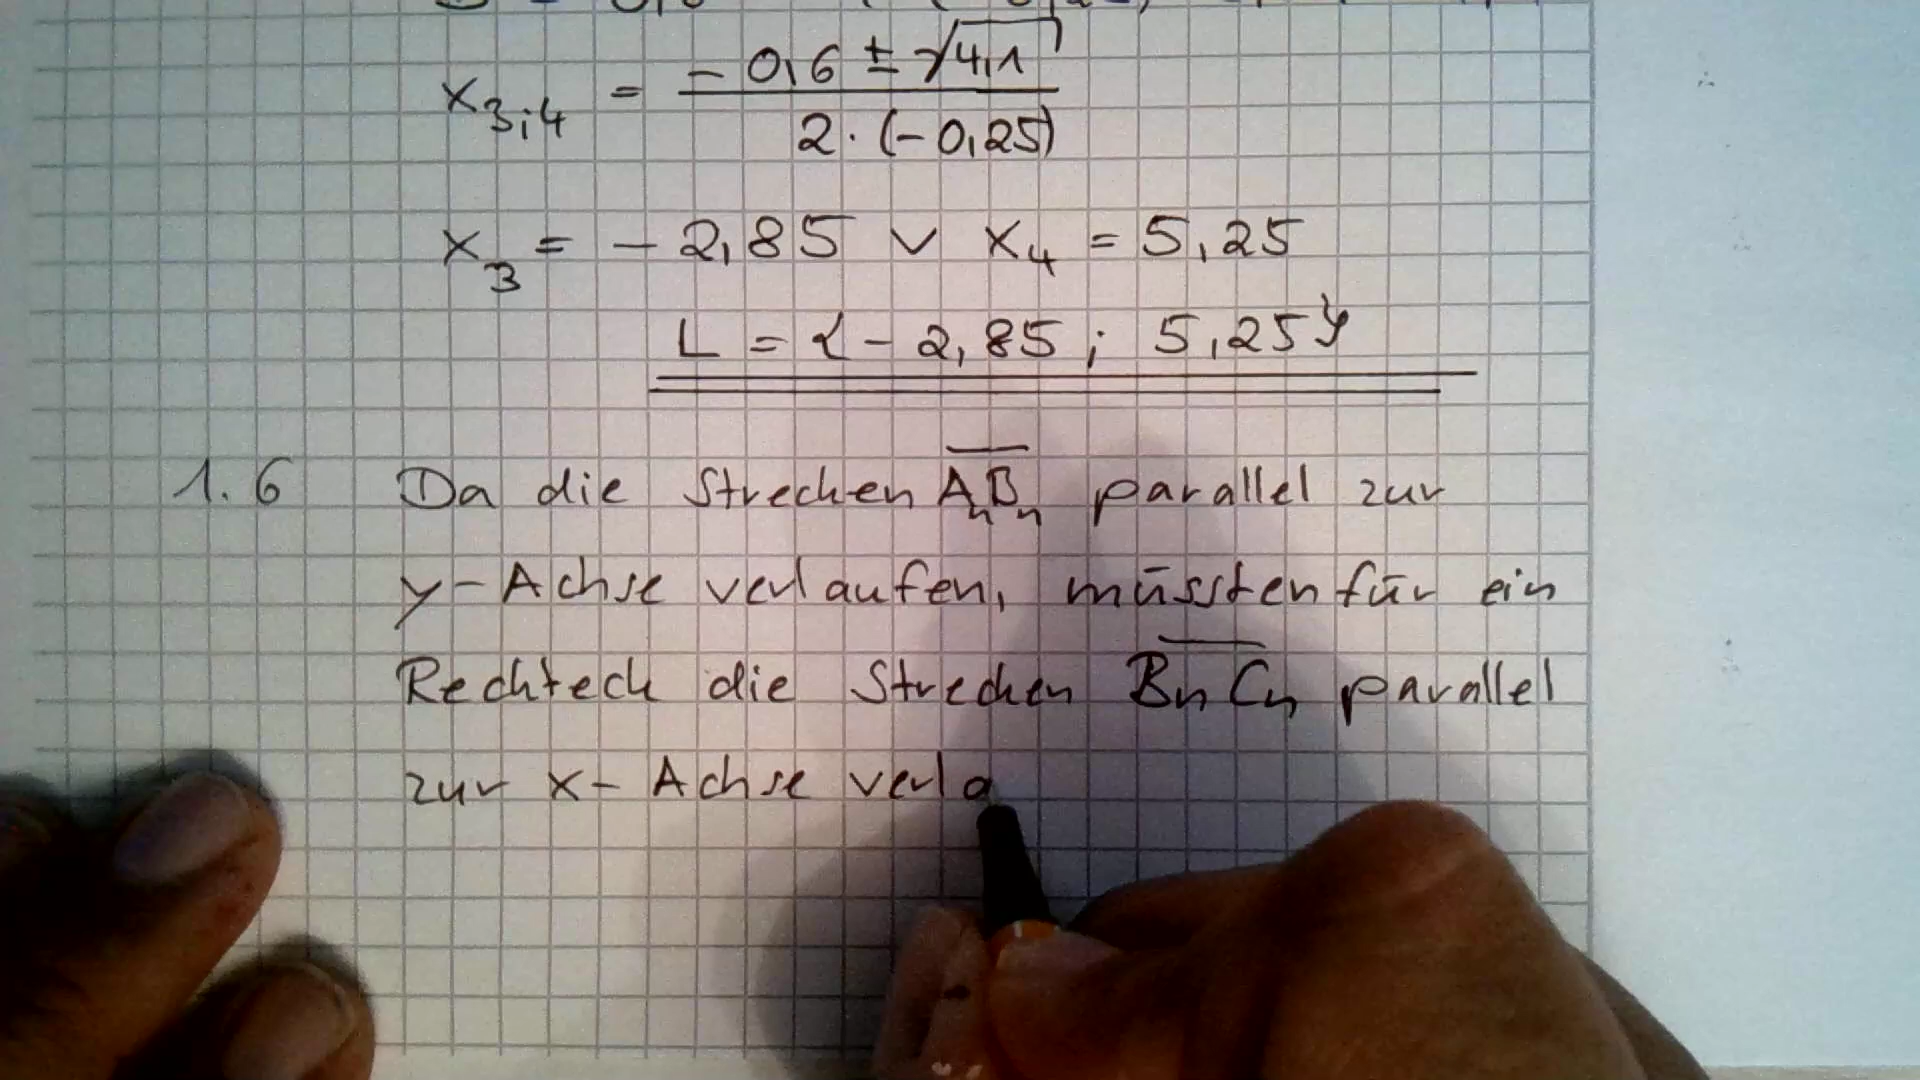 x₃;₄ = (-0,6 ± √4,1) / (2 · (-0,25))
x₃ = -2,85 ∨ x₄ = 5,25
L = {-2,85 ; 5,25}
1.6 Da die Strecken A̅ₙB̅ₙ parallel zur
y-Achse verlaufen, müssten für ein
Rechteck die Strecken B̅ₙC̅ₙ parallel
zur x-Achse verla